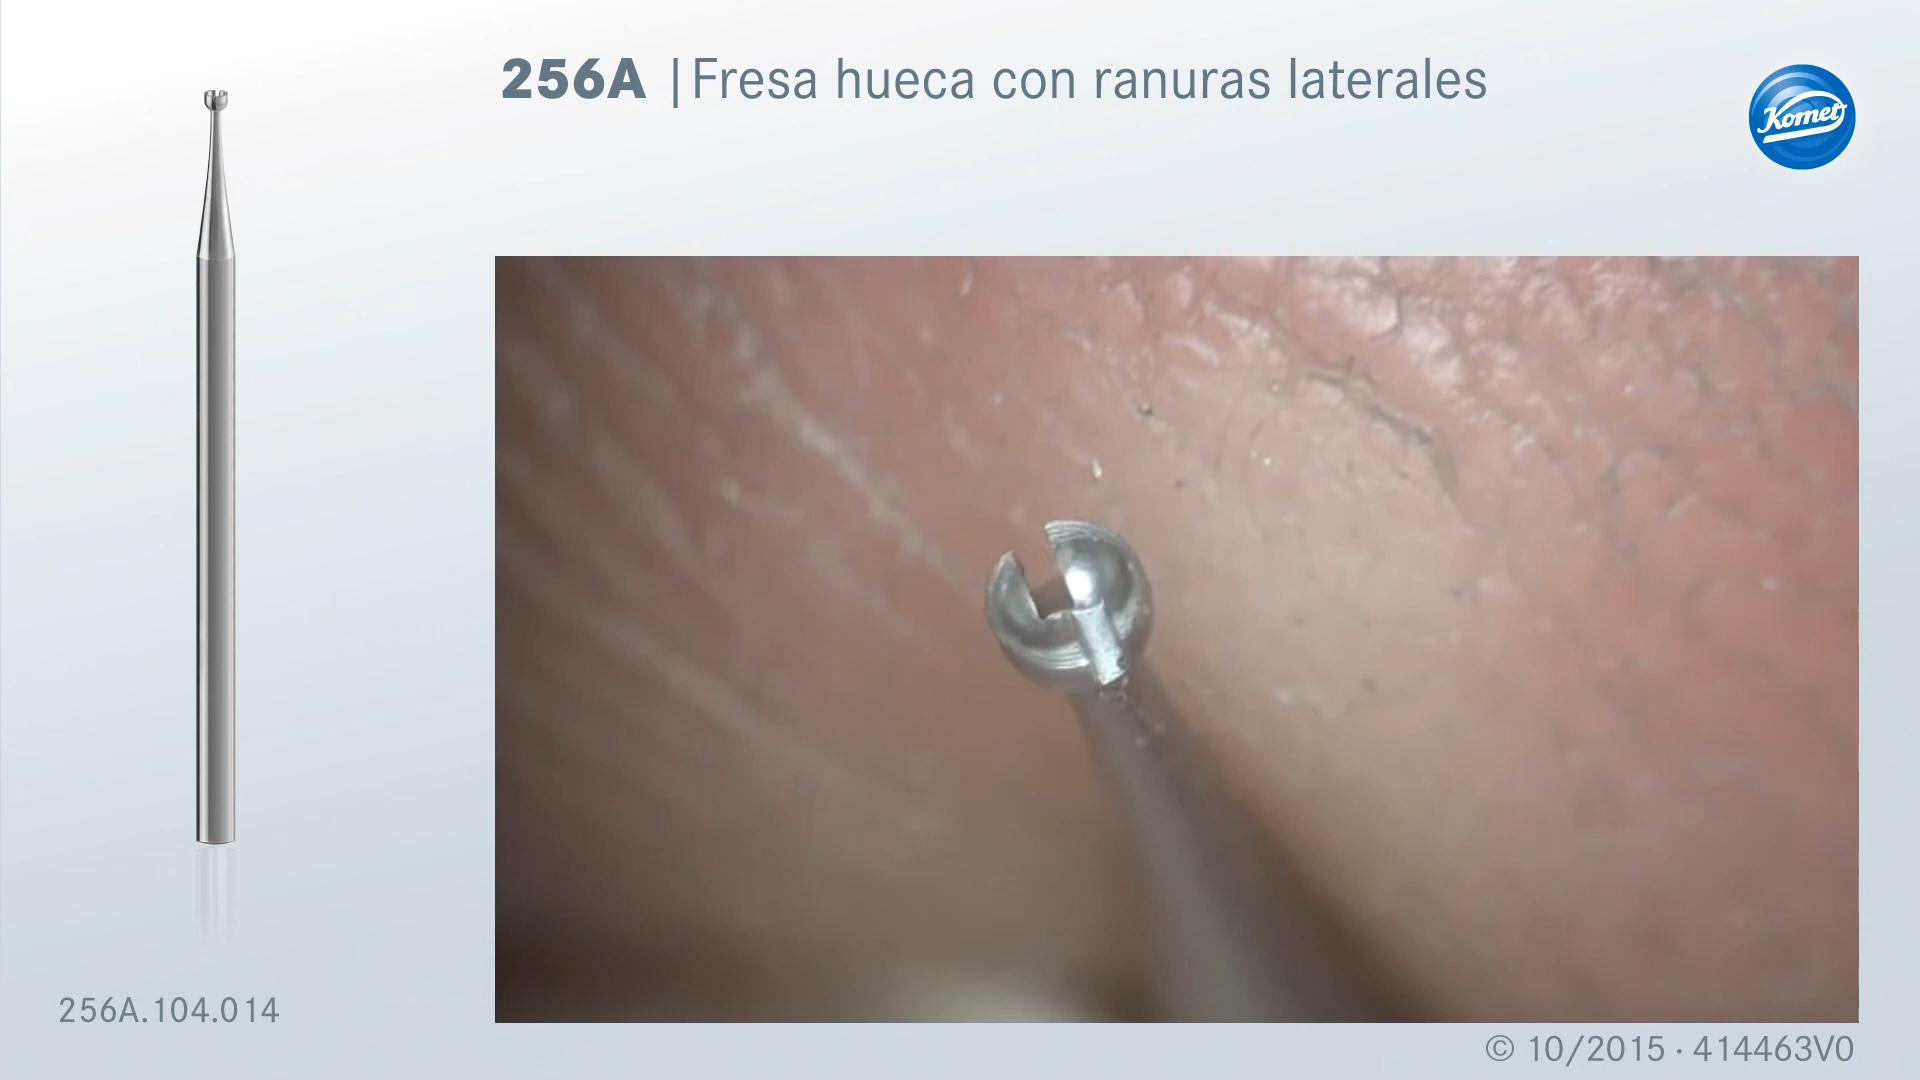 256A | Fresa hueca con ranuras laterales
Komet
256A.104.014
© 10/2015 · 414463V0